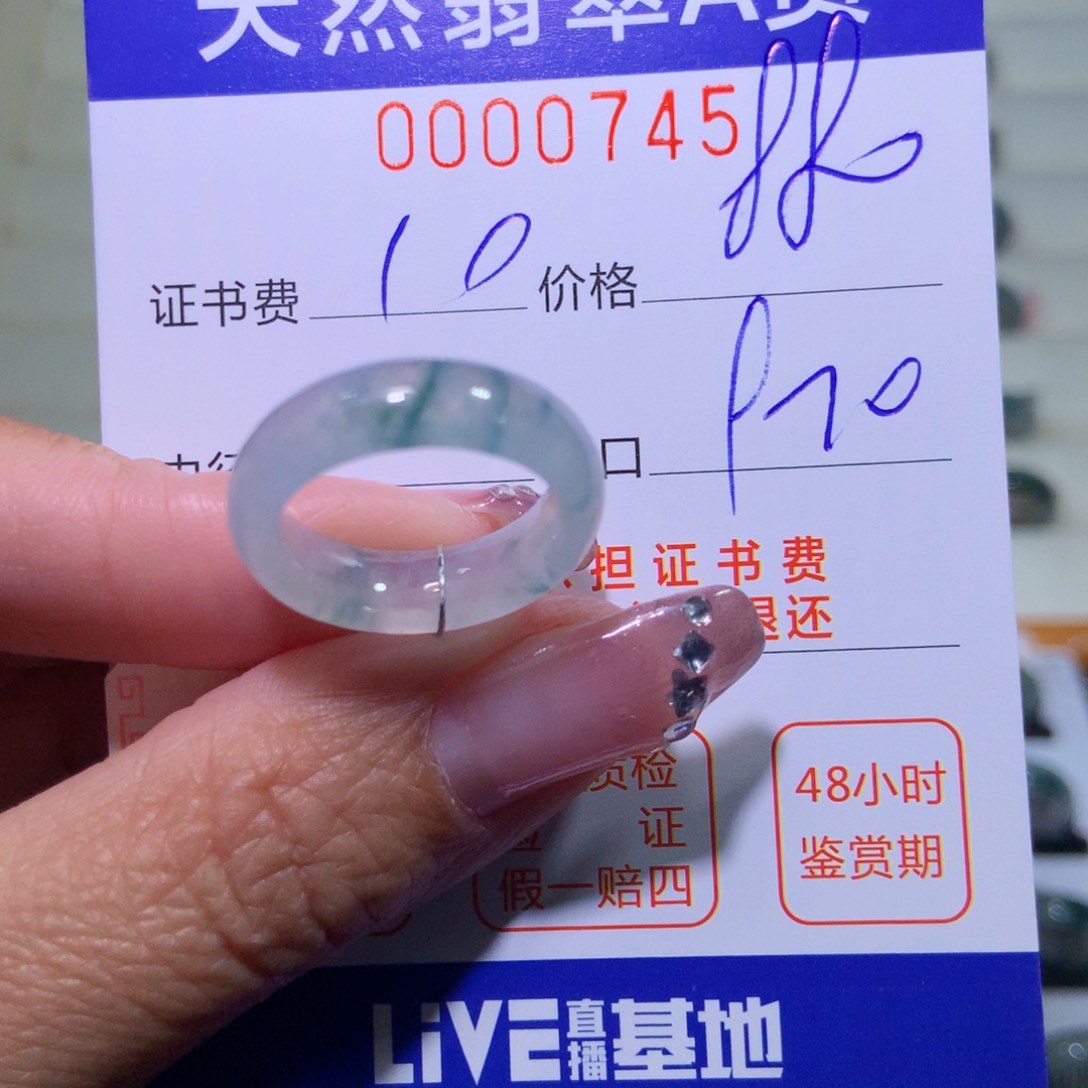 天然翡翠A货
0000745
证书费 10 价格
口
担证书费
退还
质检
证
假一赔四
48小时
鉴赏期
LiVE直播基地